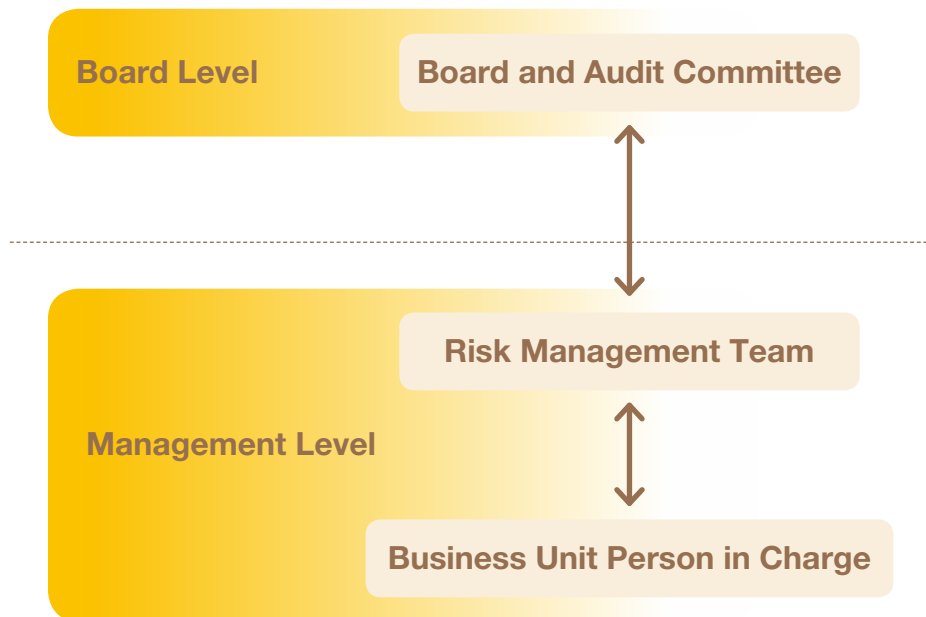 Board Level
Board and Audit Committee
Risk Management Team
Management Level
Business Unit Person in Charge